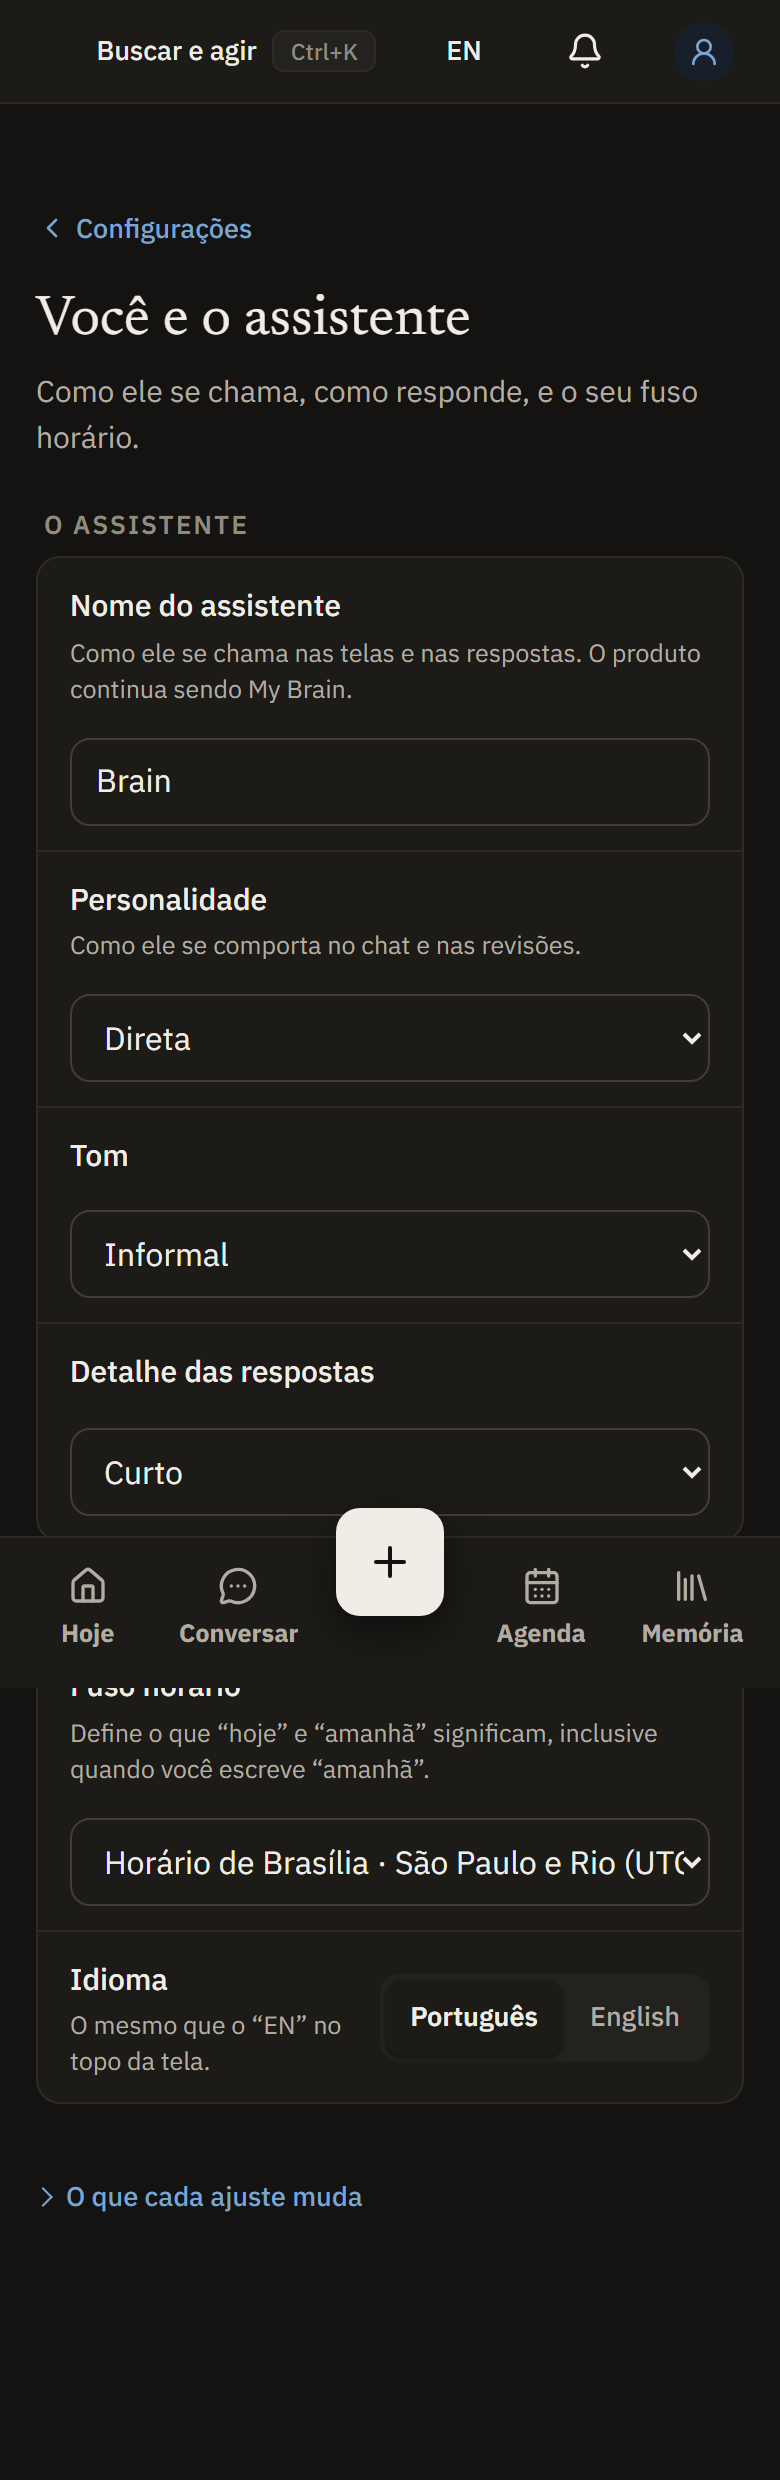 Buscar e agir Ctrl+K EN
Configurações
Você e o assistente
Como ele se chama, como responde, e o seu fuso
horário.
O ASSISTENTE
Nome do assistente
Como ele se chama nas telas e nas respostas. O produto
continua sendo My Brain.
Brain
Personalidade
Como ele se comporta no chat e nas revisões.
Direta
Tom
Informal
Detalhe das respostas
Curto
Hoje Conversar Agenda Memória
Fuso horário
Define o que “hoje” e “amanhã” significam, inclusive
quando você escreve “amanhã”.
Horário de Brasília · São Paulo e Rio (UTC
Idioma
O mesmo que o “EN” no
topo da tela.
Português English
O que cada ajuste muda